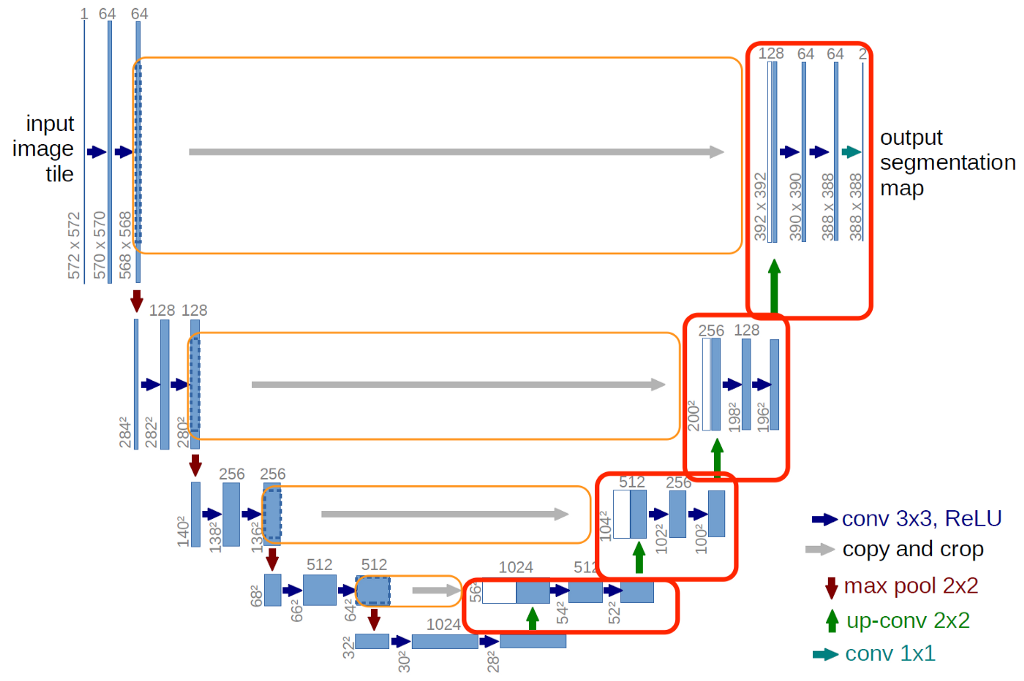 1 64 64
128 64 64 2
input
image
tile
output
segmentation
map
572 x 572
570 x 570
568 x 568
392 x 392
390 x 390
388 x 388
388 x 388
128 128
256 128
284²
282²
280²
200²
198²
196²
256 256
512 256
140²
138²
136²
104²
102²
100²
512 512
1024 512
68²
66²
64²
56²
54²
52²
1024
32²
30²
28²
conv 3x3, ReLU
copy and crop
max pool 2x2
up-conv 2x2
conv 1x1